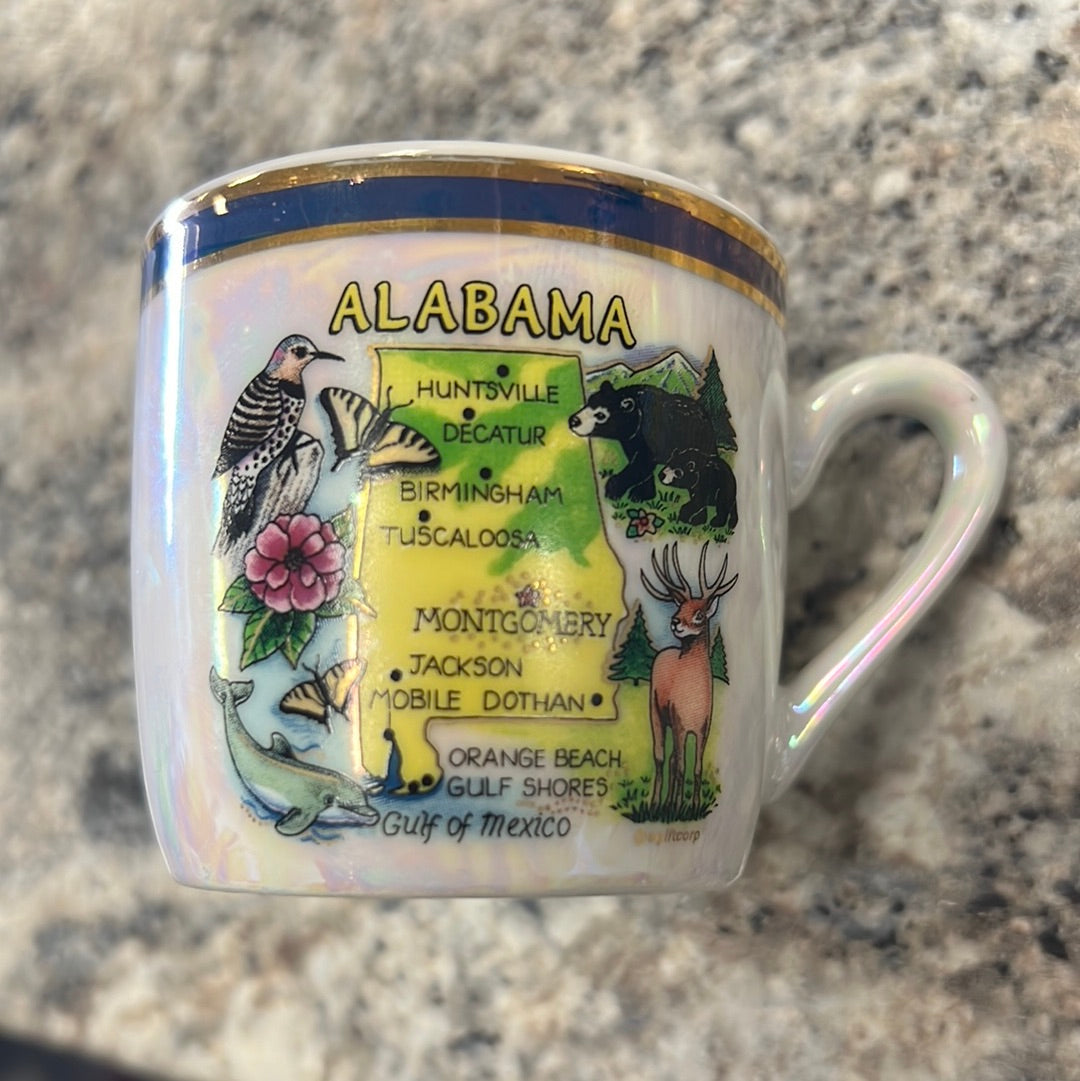 ALABAMA
HUNTSVILLE
DECATUR
BIRMINGHAM
TUSCALOOSA
MONTGOMERY
JACKSON
MOBILE DOTHAN
ORANGE BEACH
GULF SHORES
Gulf of Mexico